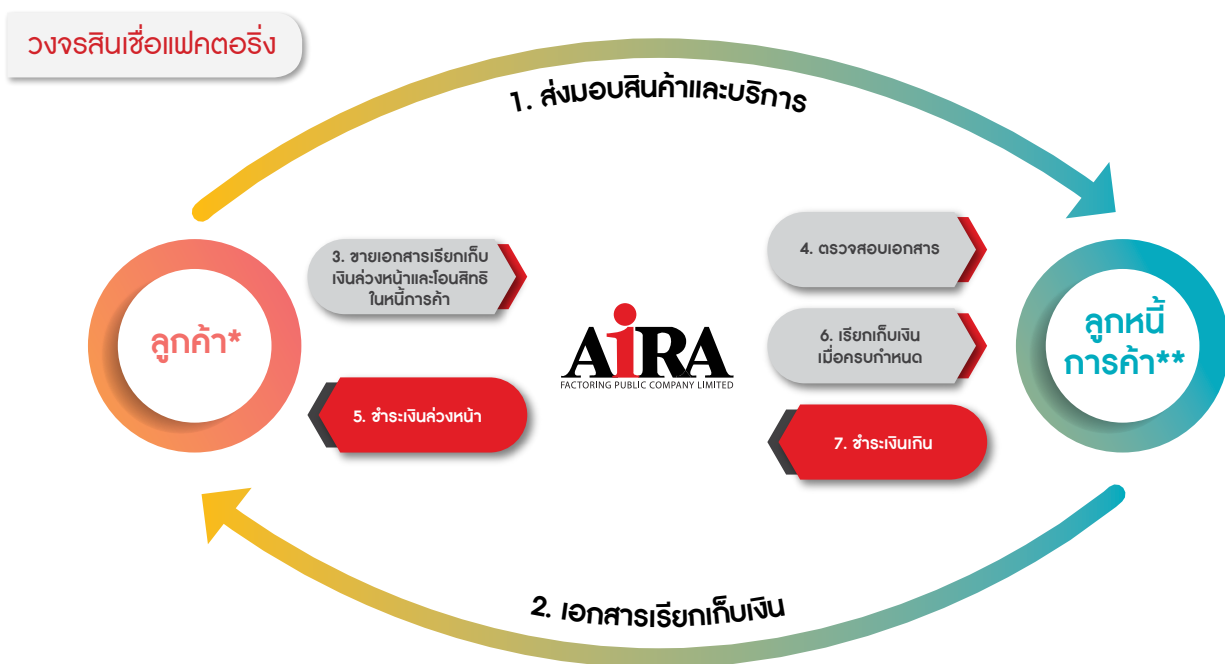 วงจรสินเชื่อแฟคตอริ่ง
1. ส่งมอบสินค้าและบริการ
3. ขายเอกสารเรียกเก็บ
เงินล่วงหน้าและโอนสิทธิ
ในหนี้การค้า
4. ตรวจสอบเอกสาร
ลูกค้า*
AiRA
FACTORING PUBLIC COMPANY LIMITED
6. เรียกเก็บเงิน
เมื่อครบกำหนด
ลูกหนี้
การค้า**
5. ชำระเงินล่วงหน้า
7. ชำระเงินเกิน
2. เอกสารเรียกเก็บเงิน